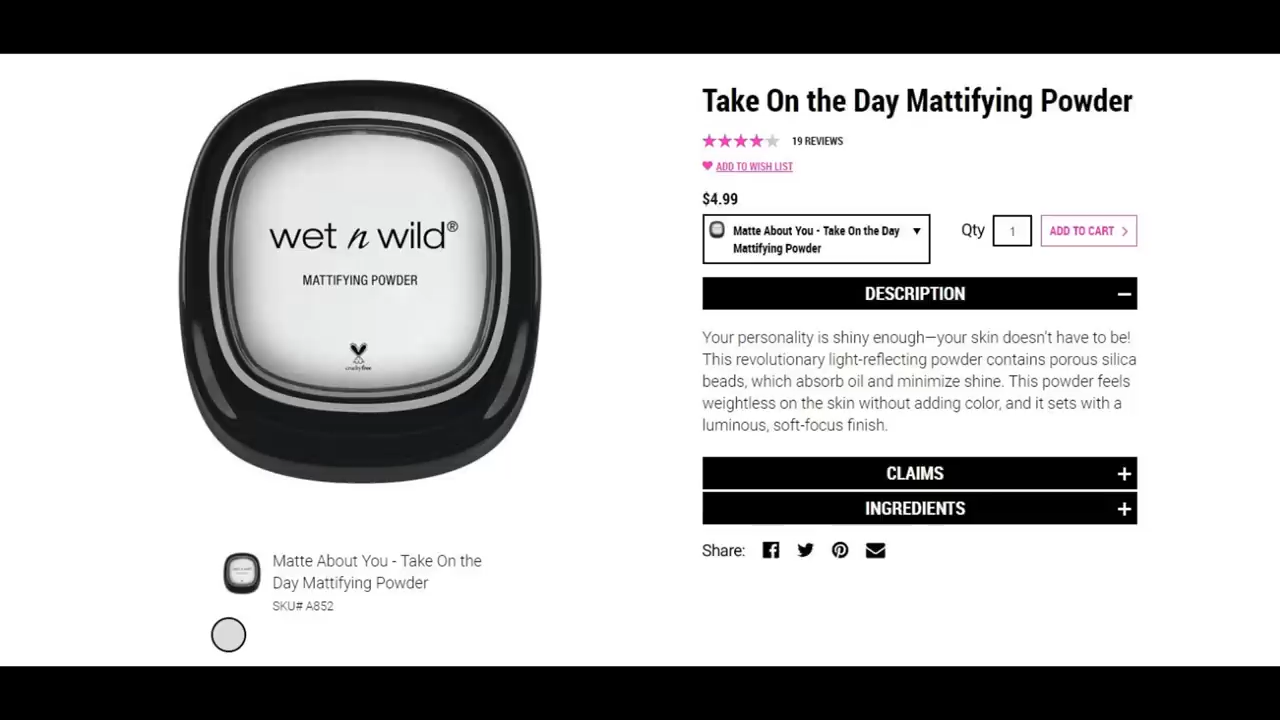 wet n wild®
MATTIFYING POWDER
crueltyfree
Matte About You - Take On the
Day Mattifying Powder
SKU# A852
Take On the Day Mattifying Powder
19 REVIEWS
ADD TO WISH LIST
$4.99
Matte About You - Take On the Day
Mattifying Powder
Qty
1
ADD TO CART
DESCRIPTION
Your personality is shiny enough—your skin doesn't have to be!
This revolutionary light-reflecting powder contains porous silica
beads, which absorb oil and minimize shine. This powder feels
weightless on the skin without adding color, and it sets with a
luminous, soft-focus finish.
CLAIMS
INGREDIENTS
Share: